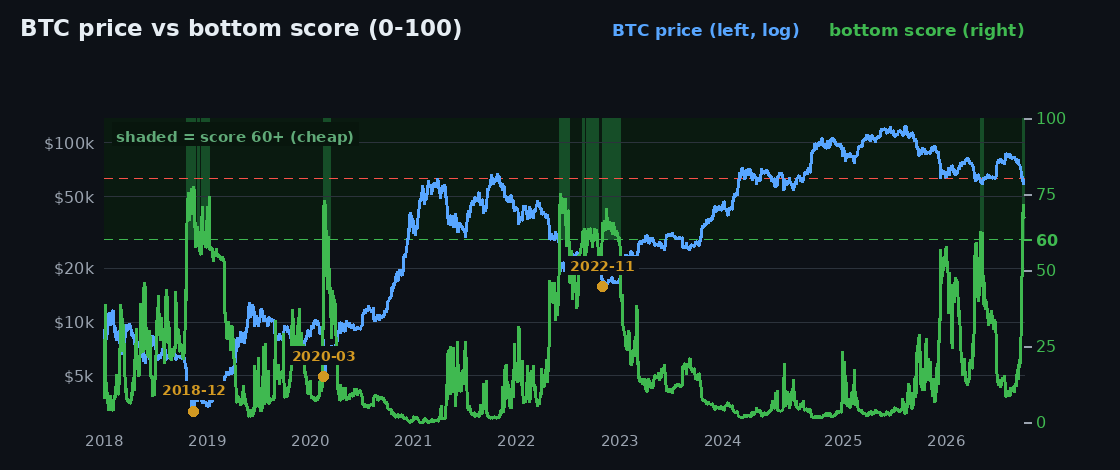 BTC price vs bottom score (0-100)
BTC price (left, log) bottom score (right)
shaded = score 60+ (cheap)
$100k
$50k
$20k
$10k
$5k
100
75
60
50
25
0
2022-11
2020-03
2018-12
2018 2019 2020 2021 2022 2023 2024 2025 2026